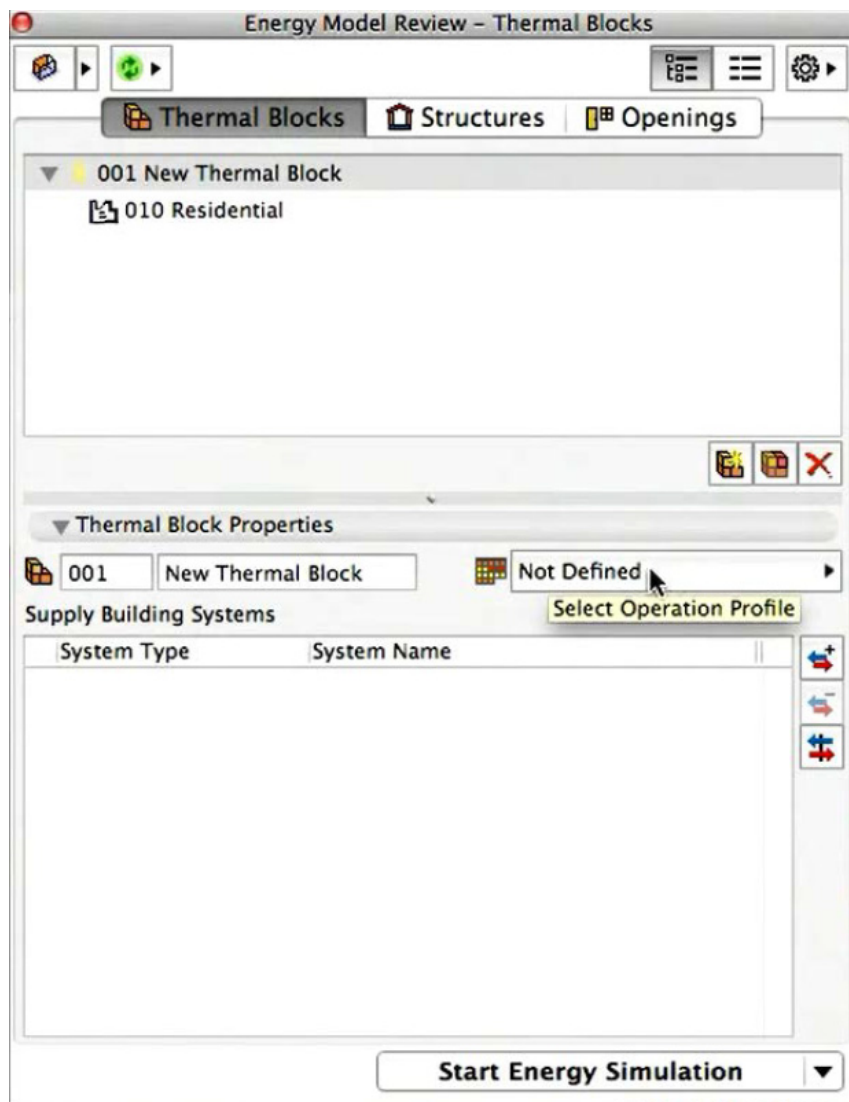 Energy Model Review – Thermal Blocks
Thermal Blocks Structures Openings
001 New Thermal Block
010 Residential
Thermal Block Properties
001 New Thermal Block Not Defined
Select Operation Profile
Supply Building Systems
System Type System Name
Start Energy Simulation